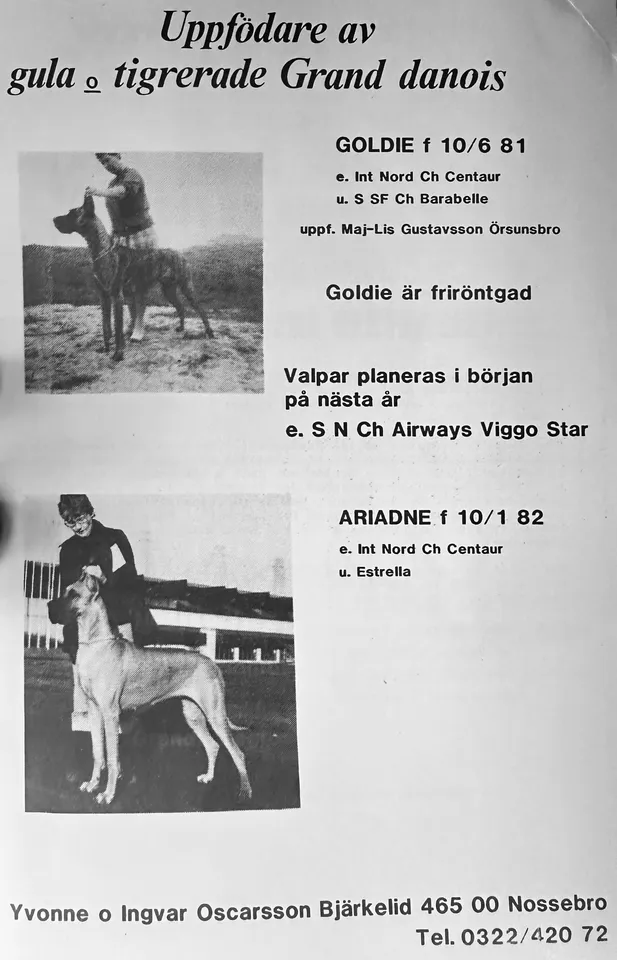 Uppfödare av
gula o tigrerade Grand danois
GOLDIE f 10/6 81
e. Int Nord Ch Centaur
u. S SF Ch Barabelle
uppf. Maj-Lis Gustavsson Örsunsbro
Goldie är friröntgad
Valpar planeras i början
på nästa år
e. S N Ch Airways Viggo Star
ARIADNE f 10/1 82
e. Int Nord Ch Centaur
u. Estrella
Yvonne o Ingvar Oscarsson Bjärkelid 465 00 Nossebro
Tel. 0322/420 72